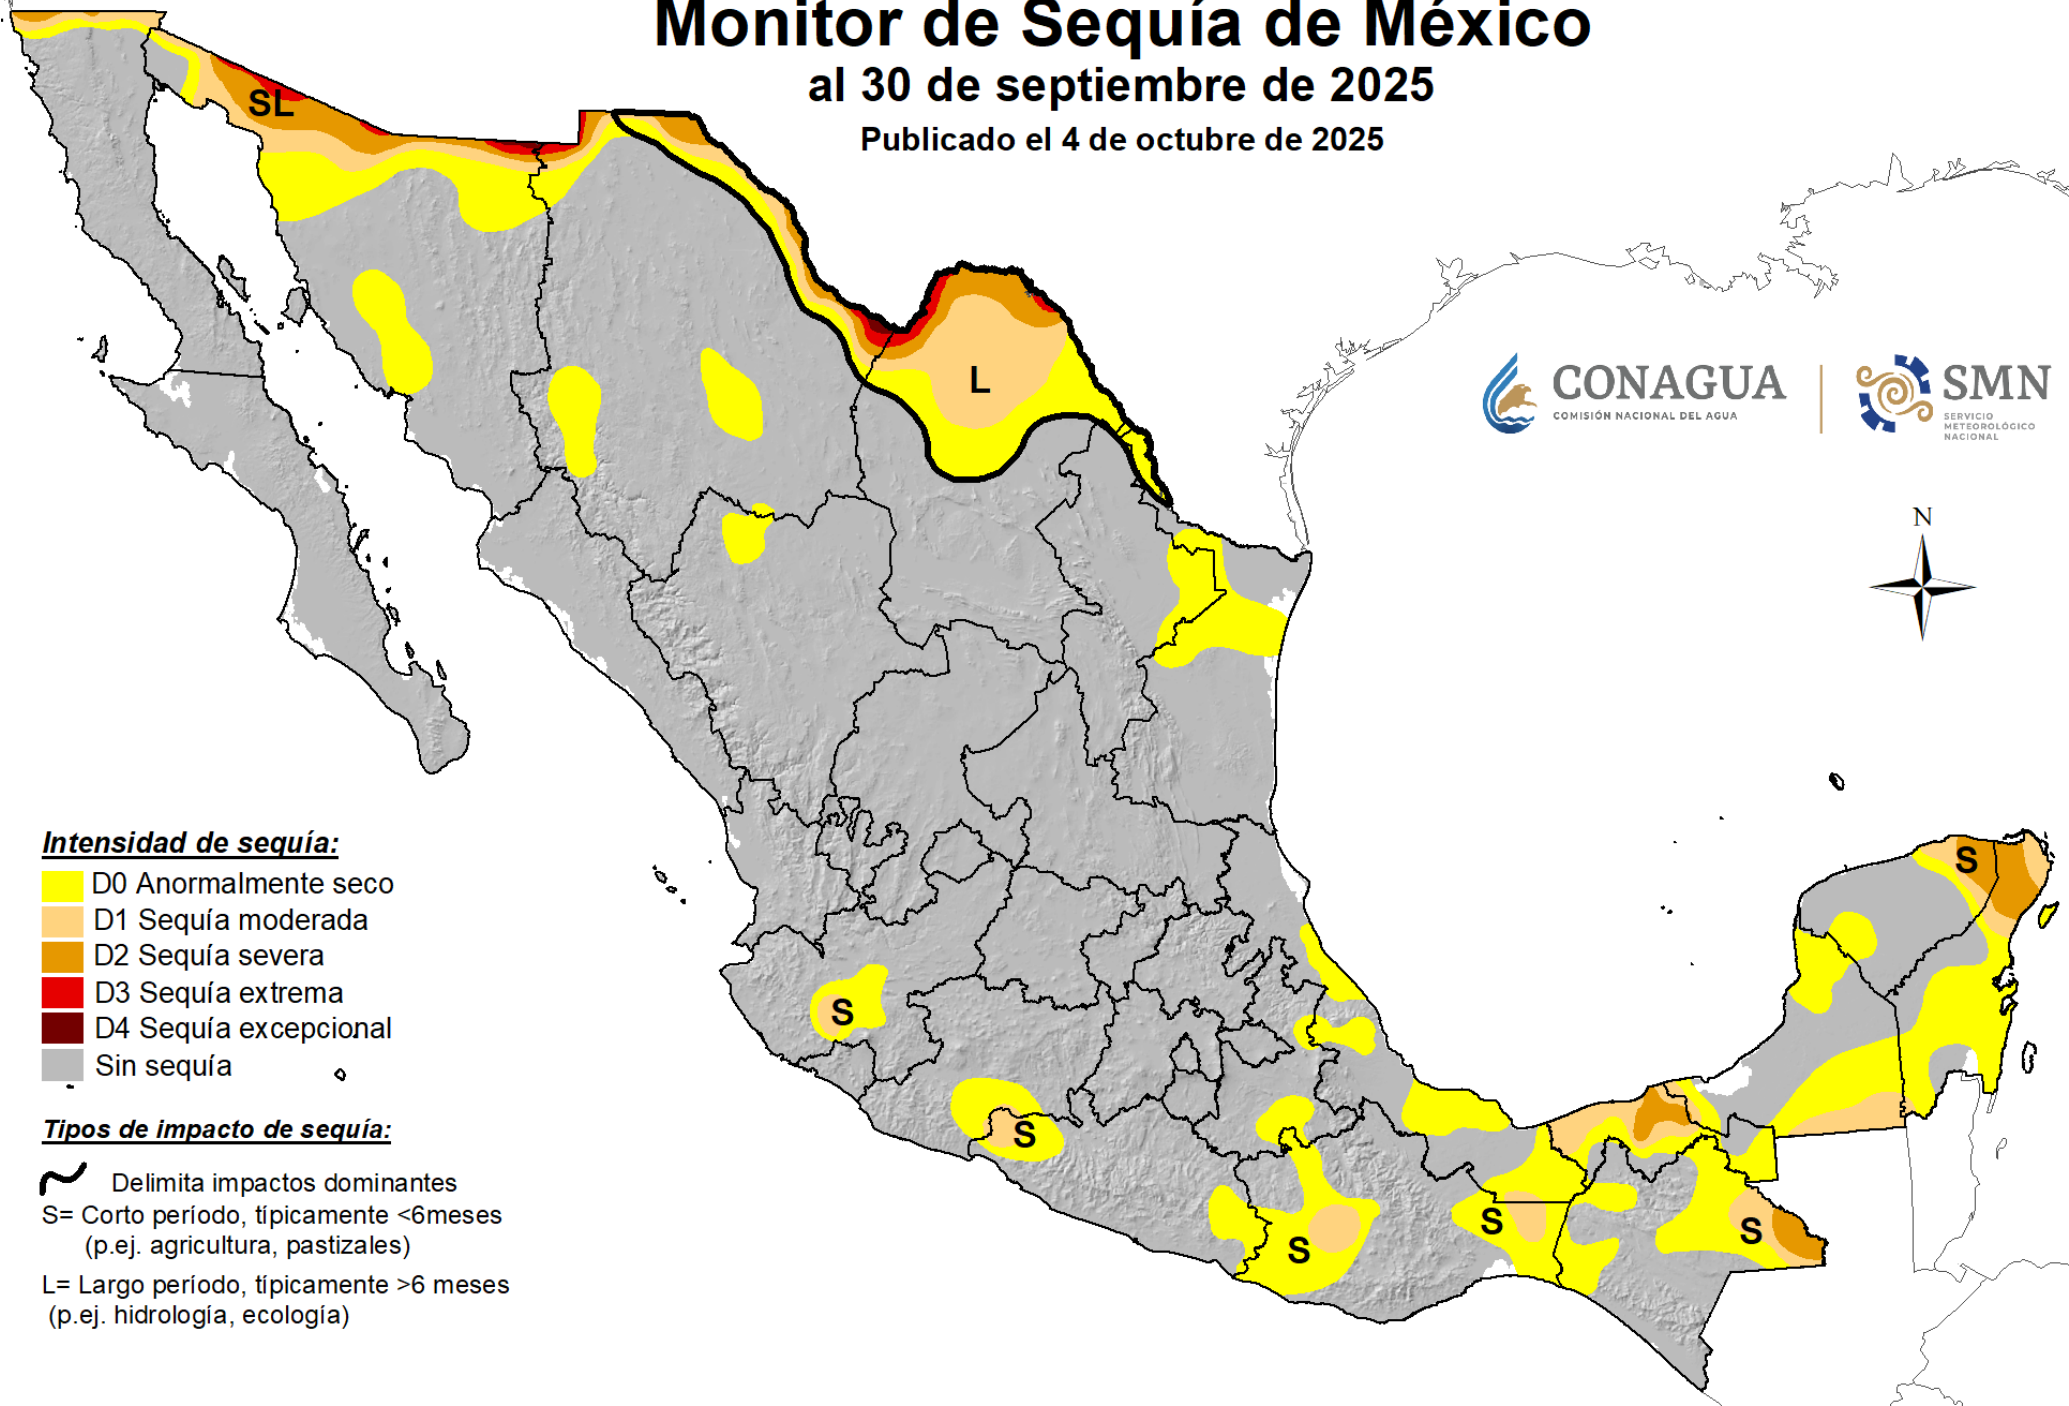 Monitor de Sequía de México
al 30 de septiembre de 2025
Publicado el 4 de octubre de 2025
SL
L
CONAGUA
COMISIÓN NACIONAL DEL AGUA
SMN
SERVICIO
METEOROLÓGICO
NACIONAL
N
Intensidad de sequía:
D0 Anormalmente seco
D1 Sequía moderada
D2 Sequía severa
D3 Sequía extrema
D4 Sequía excepcional
Sin sequía
Tipos de impacto de sequía:
Delimita impactos dominantes
S= Corto período, típicamente <6meses
(p.ej. agricultura, pastizales)
L= Largo período, típicamente >6 meses
(p.ej. hidrología, ecología)
S
S
S
S
S
S